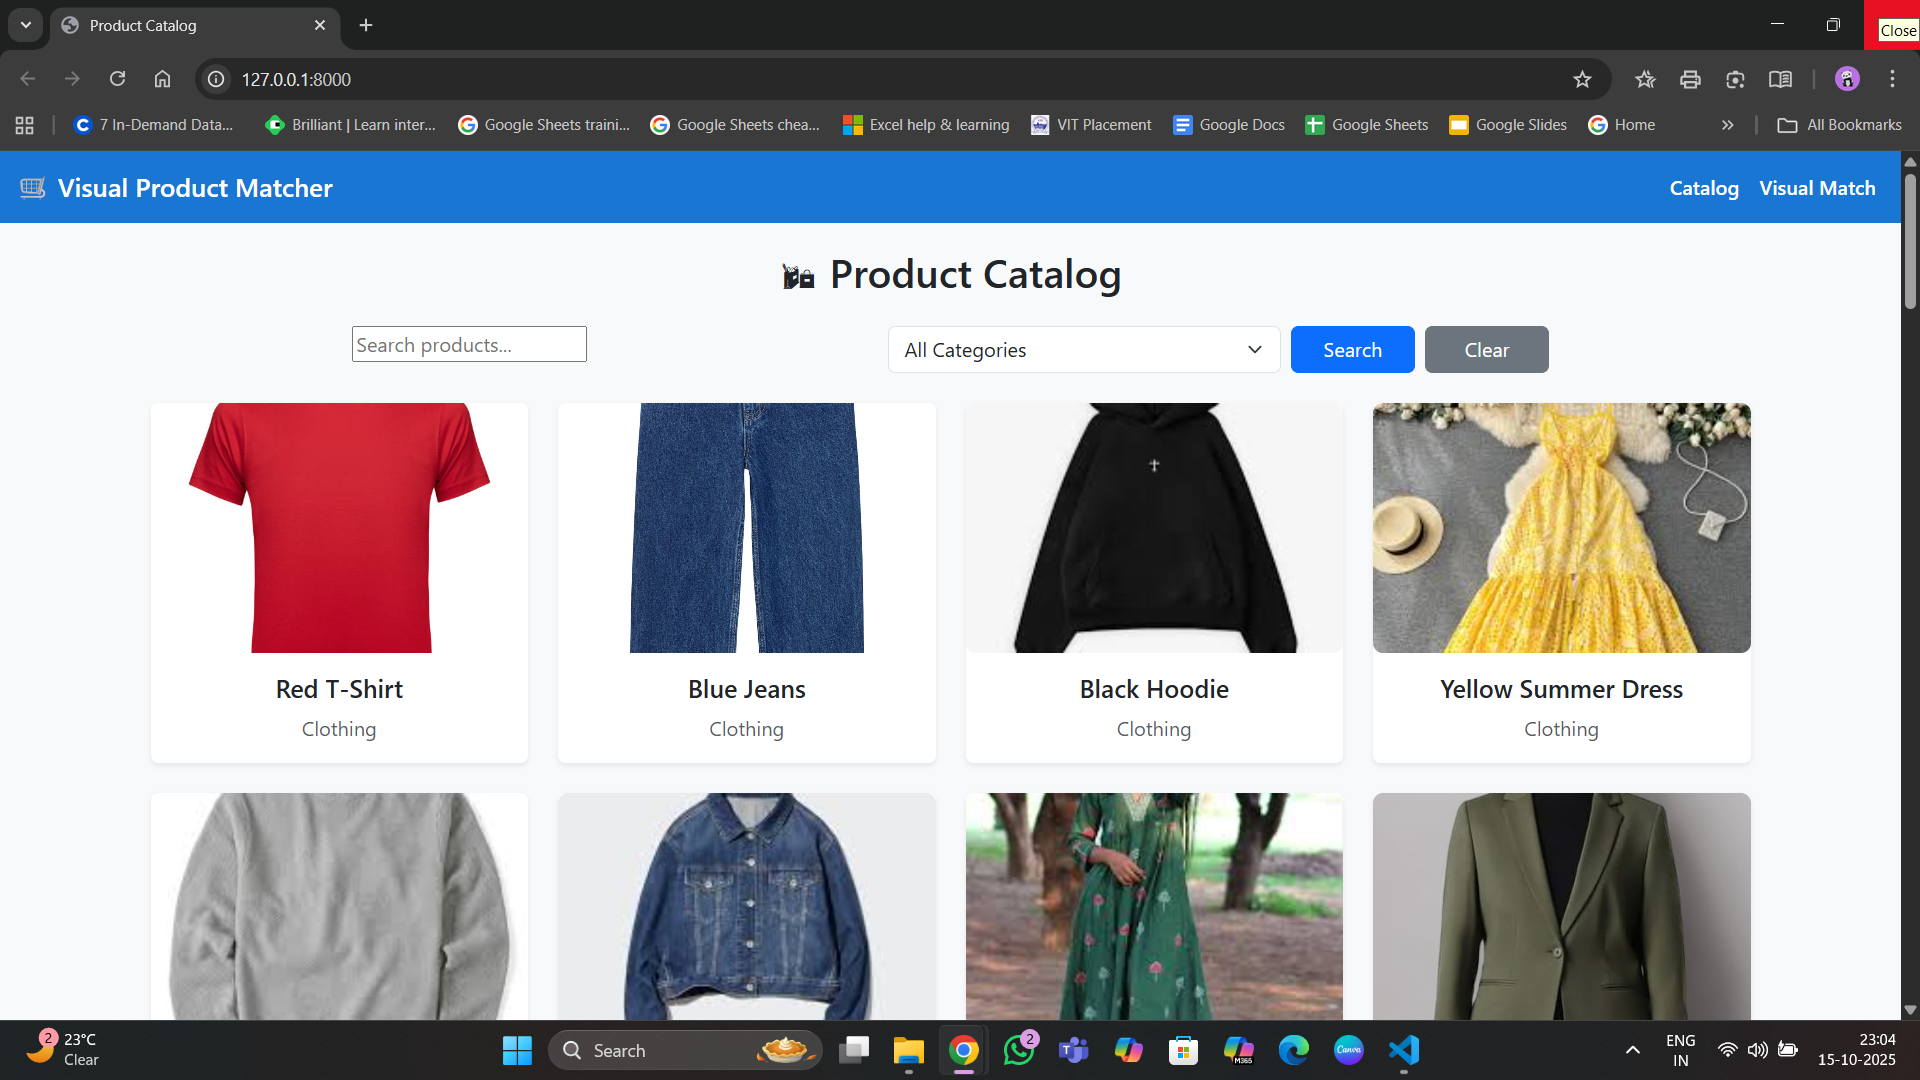 Product Catalog
Close
127.0.0.1:8000
7 In-Demand Data...
Brilliant | Learn inter...
Google Sheets traini...
Google Sheets chea...
Excel help & learning
VIT Placement
Google Docs
Google Sheets
Google Slides
Home
All Bookmarks
Visual Product Matcher
Catalog
Visual Match
Product Catalog
Search products...
All Categories
Search
Clear
Red T-Shirt
Clothing
Blue Jeans
Clothing
Black Hoodie
Clothing
Yellow Summer Dress
Clothing
2
23°C
Clear
Search
2
M365
Canva
ENG
IN
23:04
15-10-2025